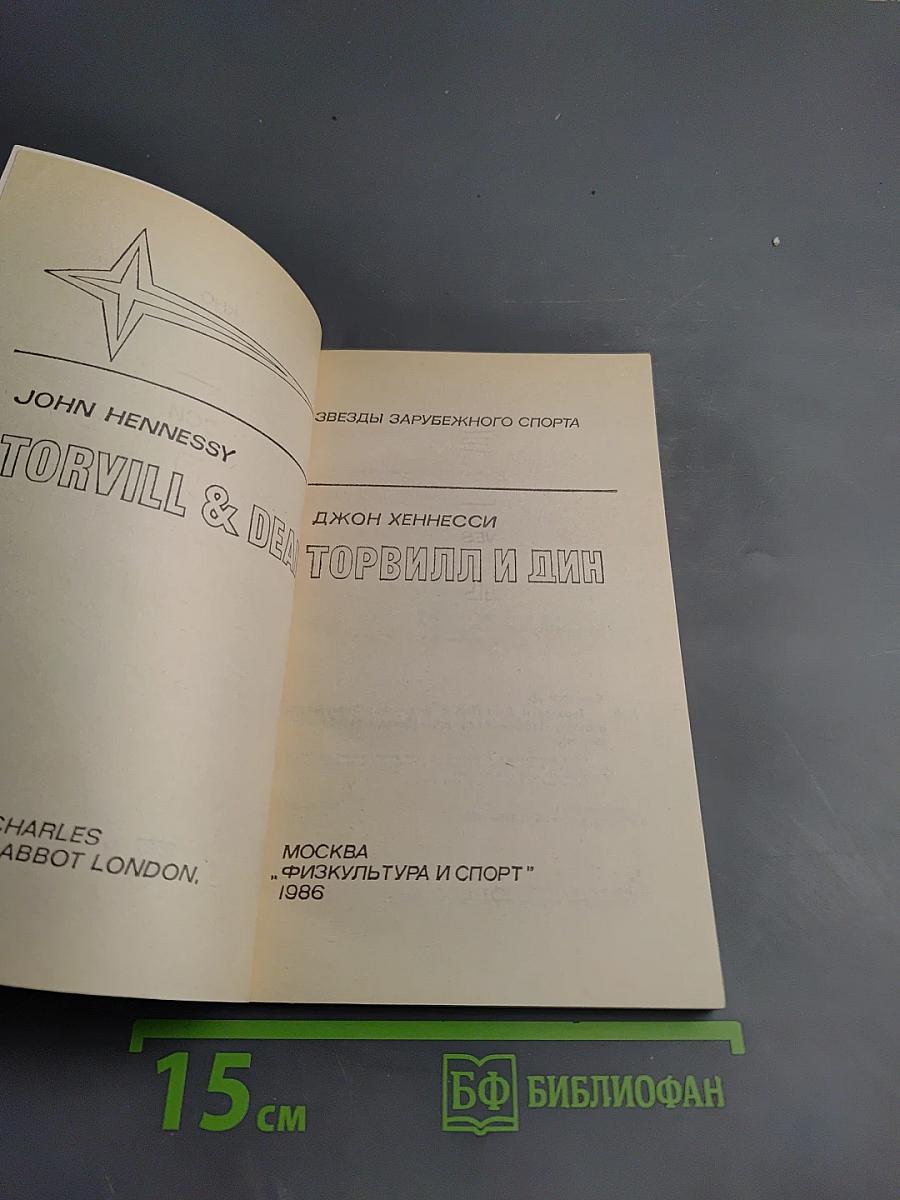 JOHN HENNESSY
TORVILL & DEAN
CHARLES
ABBOT LONDON.
ЗВЕЗДЫ ЗАРУБЕЖНОГО СПОРТА
ДЖОН ХЕННЕССИ
ТОРВИЛЛ И ДИН
МОСКВА
„ФИЗКУЛЬТУРА И СПОРТ"
1986
15 см
БФ БИБЛИОФАН